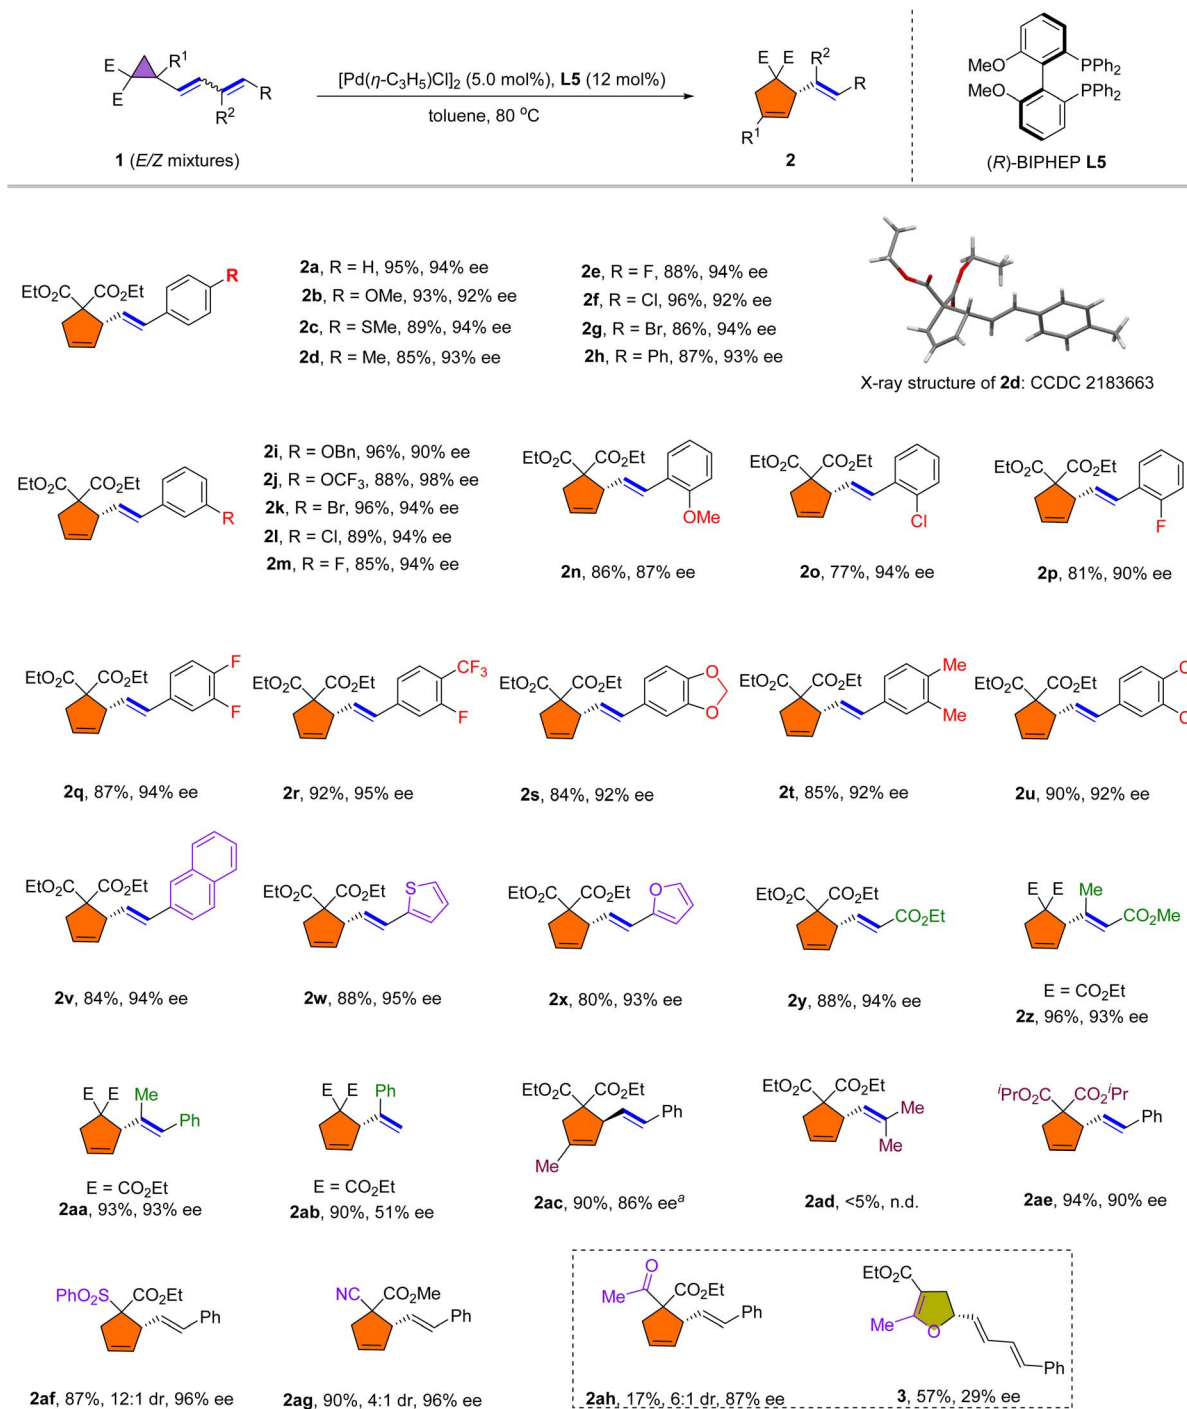 E
R¹
E
R
R²
1 (E/Z mixtures)
[Pd(η-C3H5)Cl]2 (5.0 mol%), L5 (12 mol%)
toluene, 80 ºC
E E R²
R
R¹
2
MeO PPh₂
MeO PPh₂
(R)-BIPHEP L5
EtO₂C CO₂Et R
2a, R = H, 95%, 94% ee
2b, R = OMe, 93%, 92% ee
2c, R = SMe, 89%, 94% ee
2d, R = Me, 85%, 93% ee
2e, R = F, 88%, 94% ee
2f, R = Cl, 96%, 92% ee
2g, R = Br, 86%, 94% ee
2h, R = Ph, 87%, 93% ee
X-ray structure of 2d: CCDC 2183663
EtO₂C CO₂Et
R
2i, R = OBn, 96%, 90% ee
2j, R = OCF₃, 88%, 98% ee
2k, R = Br, 96%, 94% ee
2l, R = Cl, 89%, 94% ee
2m, R = F, 85%, 94% ee
EtO₂C CO₂Et
OMe
2n, 86%, 87% ee
EtO₂C CO₂Et
Cl
2o, 77%, 94% ee
EtO₂C CO₂Et
F
2p, 81%, 90% ee
EtO₂C CO₂Et F
F
2q, 87%, 94% ee
EtO₂C CO₂Et CF₃
F
2r, 92%, 95% ee
EtO₂C CO₂Et O
O
2s, 84%, 92% ee
EtO₂C CO₂Et Me
Me
2t, 85%, 92% ee
EtO₂C CO₂Et
2u, 90%, 92% ee
EtO₂C CO₂Et
2v, 84%, 94% ee
EtO₂C CO₂Et S
2w, 88%, 95% ee
EtO₂C CO₂Et O
2x, 80%, 93% ee
EtO₂C CO₂Et
CO₂Et
2y, 88%, 94% ee
E E Me
CO₂Me
E = CO₂Et
2z, 96%, 93% ee
E E Me
Ph
E = CO₂Et
2aa, 93%, 93% ee
E E Ph
E = CO₂Et
2ab, 90%, 51% ee
EtO₂C CO₂Et
Ph
Me
2ac, 90%, 86% eeᵃ
EtO₂C CO₂Et
Me
Me
2ad, <5%, n.d.
ⁱPrO₂C CO₂ⁱPr
Ph
2ae, 94%, 90% ee
PhO₂S CO₂Et
Ph
2af, 87%, 12:1 dr, 96% ee
NC CO₂Me
Ph
2ag, 90%, 4:1 dr, 96% ee
O
Me CO₂Et
Ph
2ah, 17%, 6:1 dr, 87% ee
EtO₂C
Me O
Ph
3, 57%, 29% ee